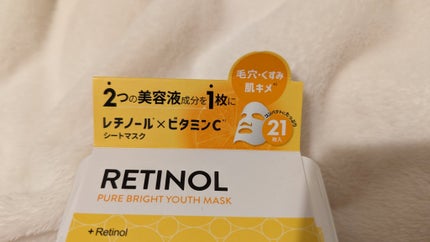 毛穴・くすみ
肌キメ
2つの美容液成分を1枚に
レチノール×ビタミンC
シートマスク
21
枚入
RETINOL
PURE BRIGHT YOUTH MASK
+Retinol